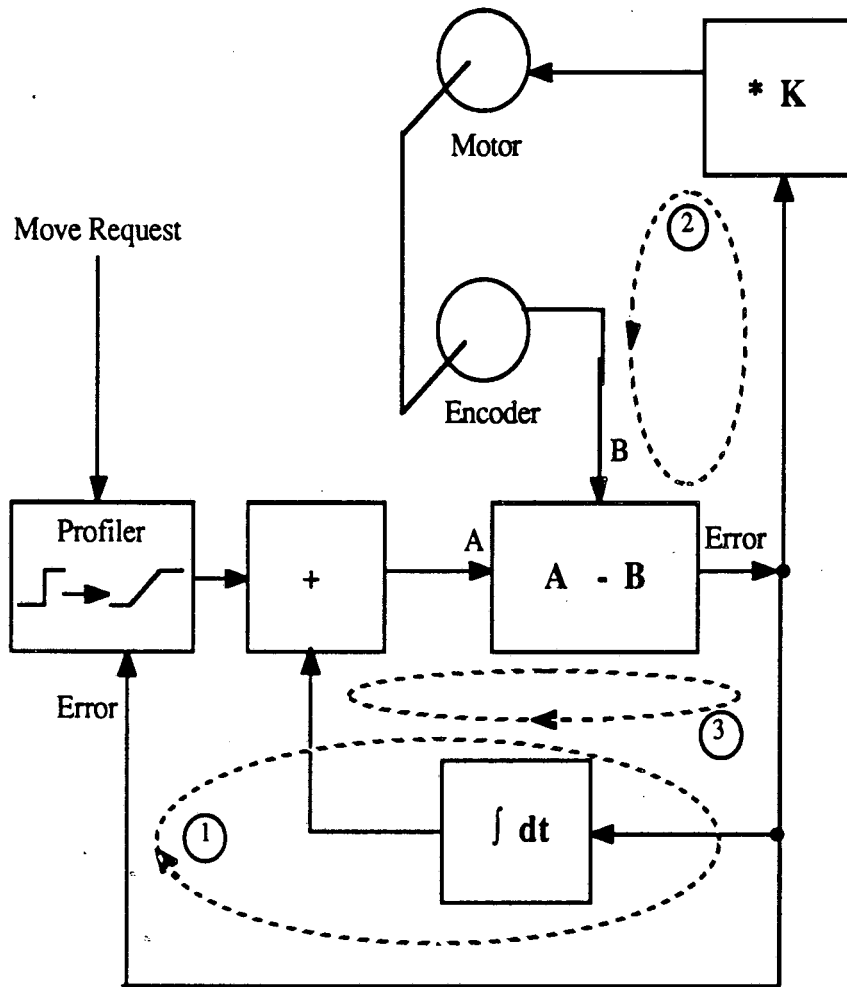 * K
Motor
2
Move Request
Encoder
B
Profiler
A
Error
+
A - B
Error
3
1
∫ dt